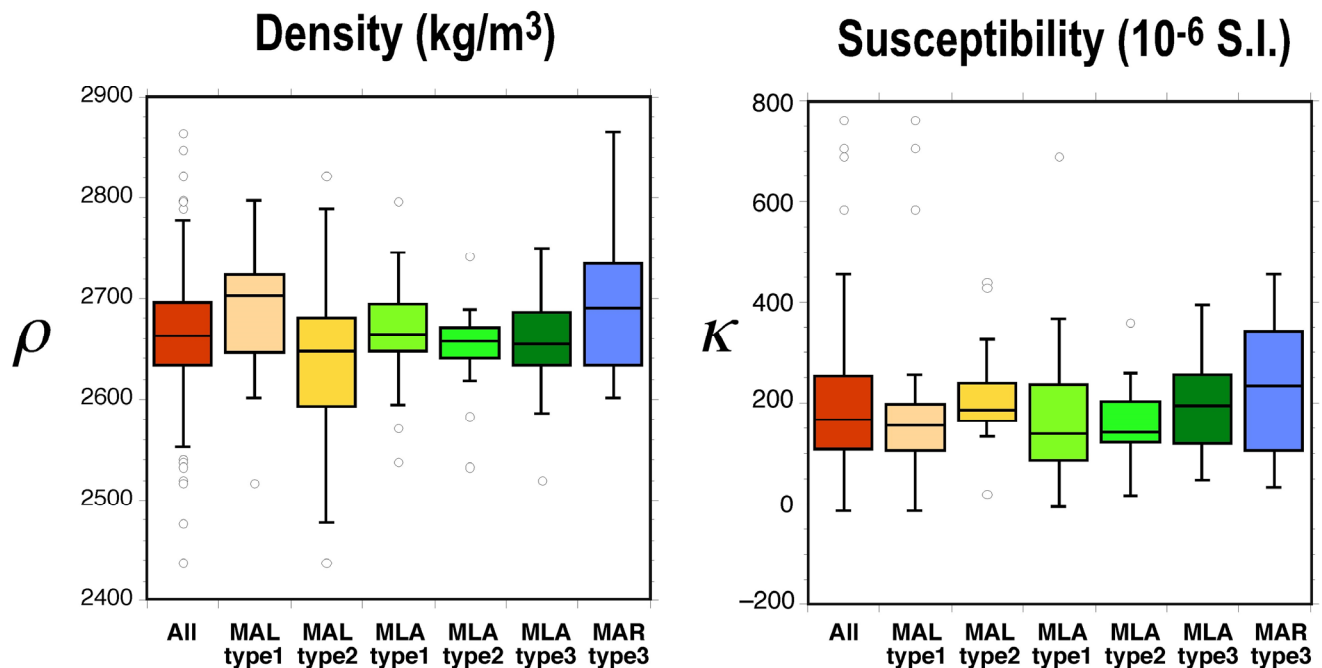 Density (kg/m³)
2900
2800
2700
2600
2500
2400
ρ
All
MAL type1
MAL type2
MLA type1
MLA type2
MLA type3
MAR type3
Susceptibility (10⁻⁶ S.I.)
800
600
400
200
0
−200
κ
All
MAL type1
MAL type2
MLA type1
MLA type2
MLA type3
MAR type3